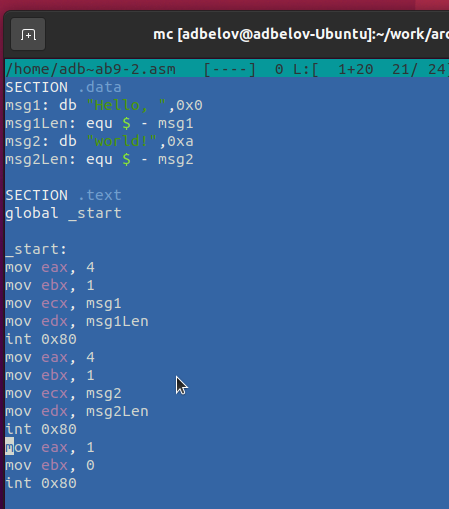 mc [adbelov@adbelov-Ubuntu]:~/work/arc
/home/adb~ab9-2.asm   [----]  0 L:[  1+20  21/ 24]
SECTION .data
msg1: db "Hello, ",0x0
msg1Len: equ $ - msg1
msg2: db "world!",0xa
msg2Len: equ $ - msg2
SECTION .text
global _start
_start:
mov eax, 4
mov ebx, 1
mov ecx, msg1
mov edx, msg1Len
int 0x80
mov eax, 4
mov ebx, 1
mov ecx, msg2
mov edx, msg2Len
int 0x80
mov eax, 1
mov ebx, 0
int 0x80